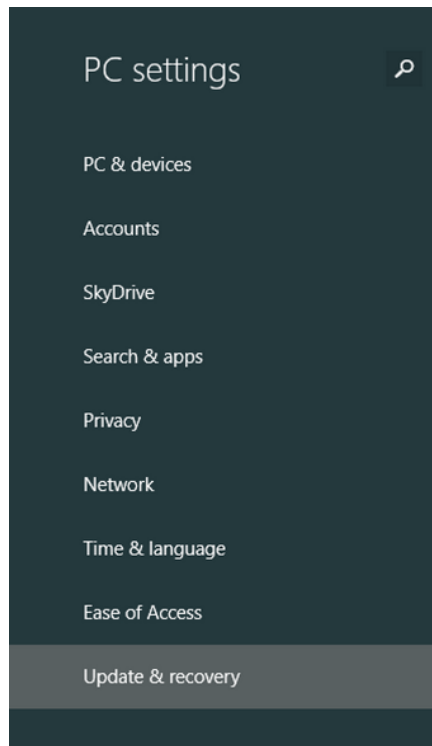 PC settings
PC & devices
Accounts
SkyDrive
Search & apps
Privacy
Network
Time & language
Ease of Access
Update & recovery